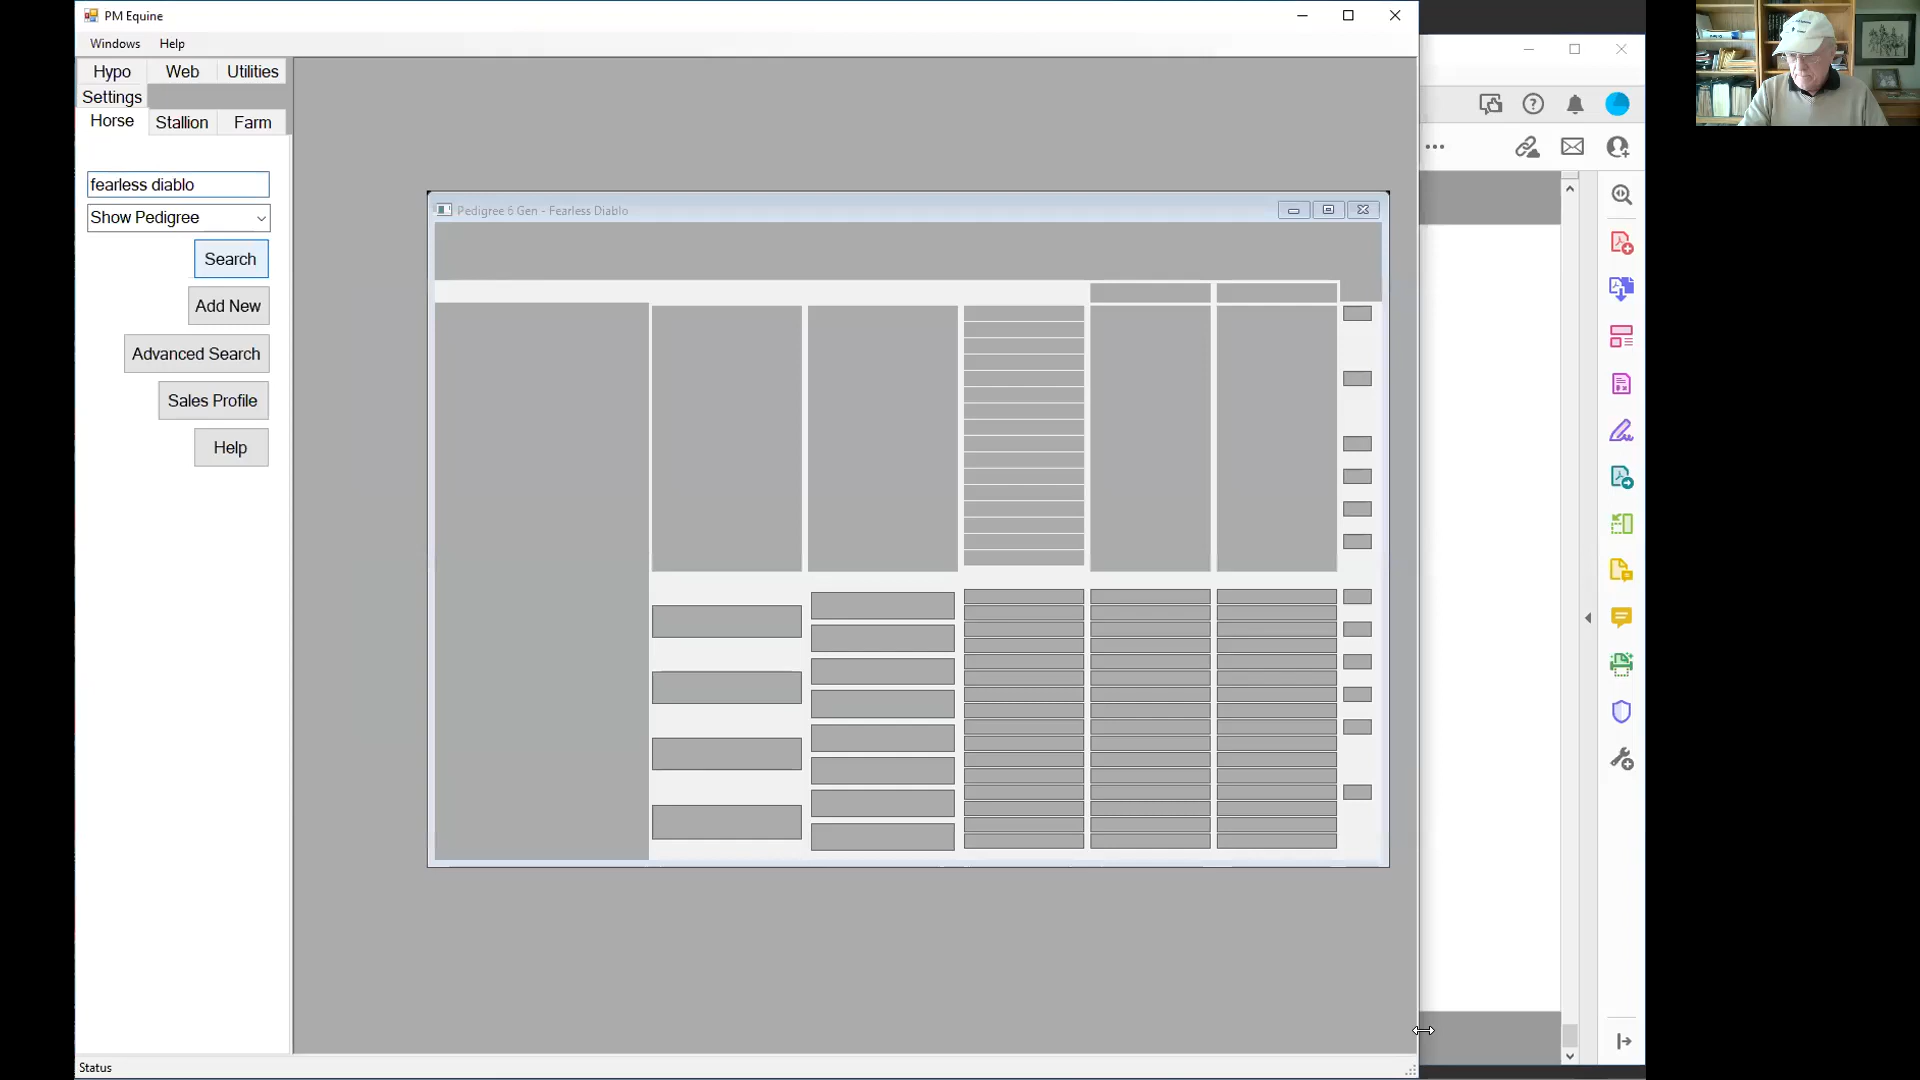 PM Equine
Windows Help
Hypo Web Utilities
Settings
Horse Stallion Farm
fearless diablo
Show Pedigree
Search
Add New
Advanced Search
Sales Profile
Help
Pedigree 6 Gen - Fearless Diablo
Status